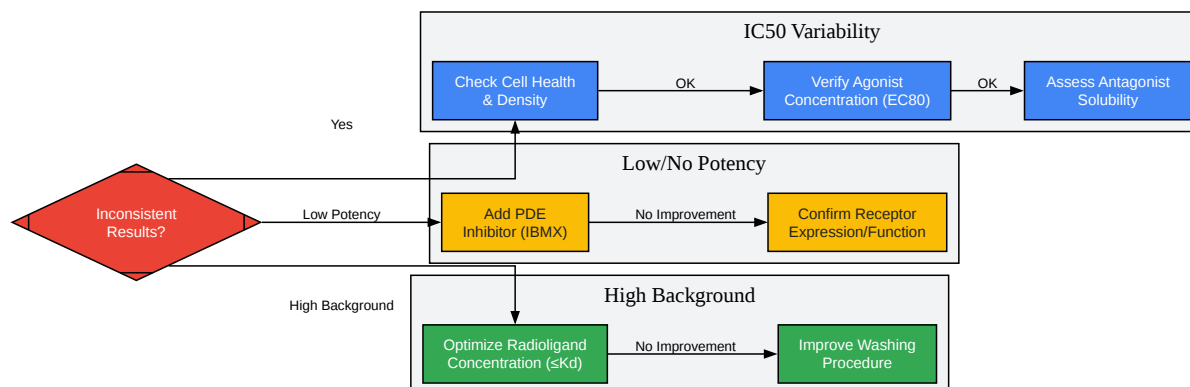 IC50 Variability
Check Cell Health
& Density
OK
Verify Agonist
Concentration (EC80)
OK
Assess Antagonist
Solubility
Yes
Low/No Potency
Inconsistent
Results?
Low Potency
Add PDE
Inhibitor (IBMX)
No Improvement
Confirm Receptor
Expression/Function
High Background
High Background
Optimize Radioligand
Concentration (≤Kd)
No Improvement
Improve Washing
Procedure